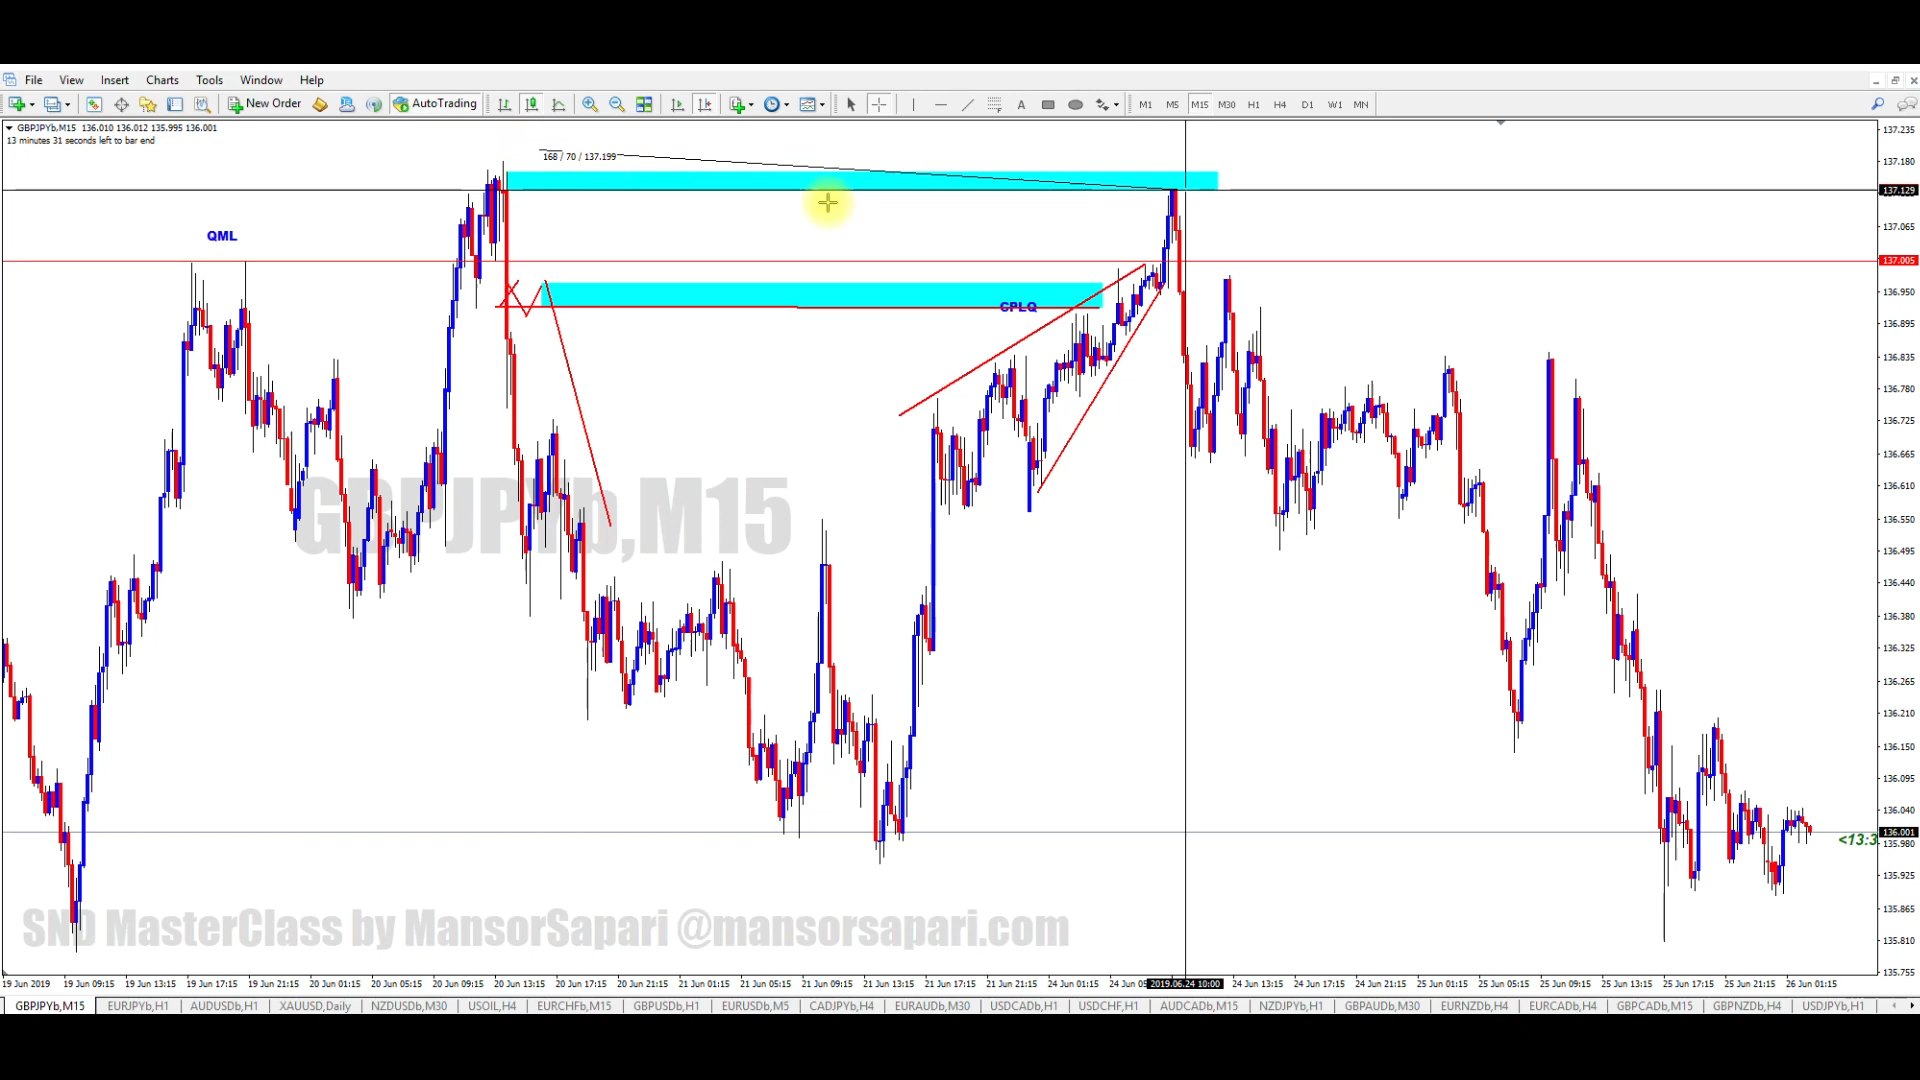 File View Insert Charts Tools Window Help
New Order AutoTrading A M1 M5 M15 M30 H1 H4 D1 W1 MN
GBPJPYb,M15 136.010 136.012 135.995 136.001
13 minutes 31 seconds left to bar end
168 / 70 / 137.199
QML
CPLQ
GBPJPYb,M15
SND MasterClass by MansorSapari @mansorsapari.com
<13:3
137.235
137.180
137.129
137.065
137.005
136.950
136.895
136.835
136.780
136.725
136.665
136.610
136.550
136.495
136.440
136.380
136.325
136.265
136.210
136.150
136.095
136.040
136.001
135.980
135.925
135.865
135.810
135.755
19 Jun 2019 19 Jun 09:15 19 Jun 13:15 19 Jun 17:15 19 Jun 21:15 20 Jun 01:15 20 Jun 05:15 20 Jun 09:15 20 Jun 13:15 20 Jun 17:15 20 Jun 21:15 21 Jun 01:15 21 Jun 05:15 21 Jun 09:15 21 Jun 13:15 21 Jun 17:15 21 Jun 21:15 24 Jun 01:15 24 Jun 05 2019.06.24 10:00 24 Jun 13:15 24 Jun 17:15 24 Jun 21:15 25 Jun 01:15 25 Jun 05:15 25 Jun 09:15 25 Jun 13:15 25 Jun 17:15 25 Jun 21:15 26 Jun 01:15
GBPJPYb,M15 EURJPYb,H1 AUDUSDb,H1 XAUUSD,Daily NZDUSDb,M30 USOIL,H4 EURCHFb,M15 GBPUSDb,H1 EURUSDb,M5 CADJPYb,H4 EURAUDb,M30 USDCADb,H1 USDCHF,H1 AUDCADb,M15 NZDJPYb,H1 GBPAUDb,M30 EURNZDb,H4 EURCADb,H4 GBPCADb,M15 GBPNZDb,H4 USDJPYb,H1